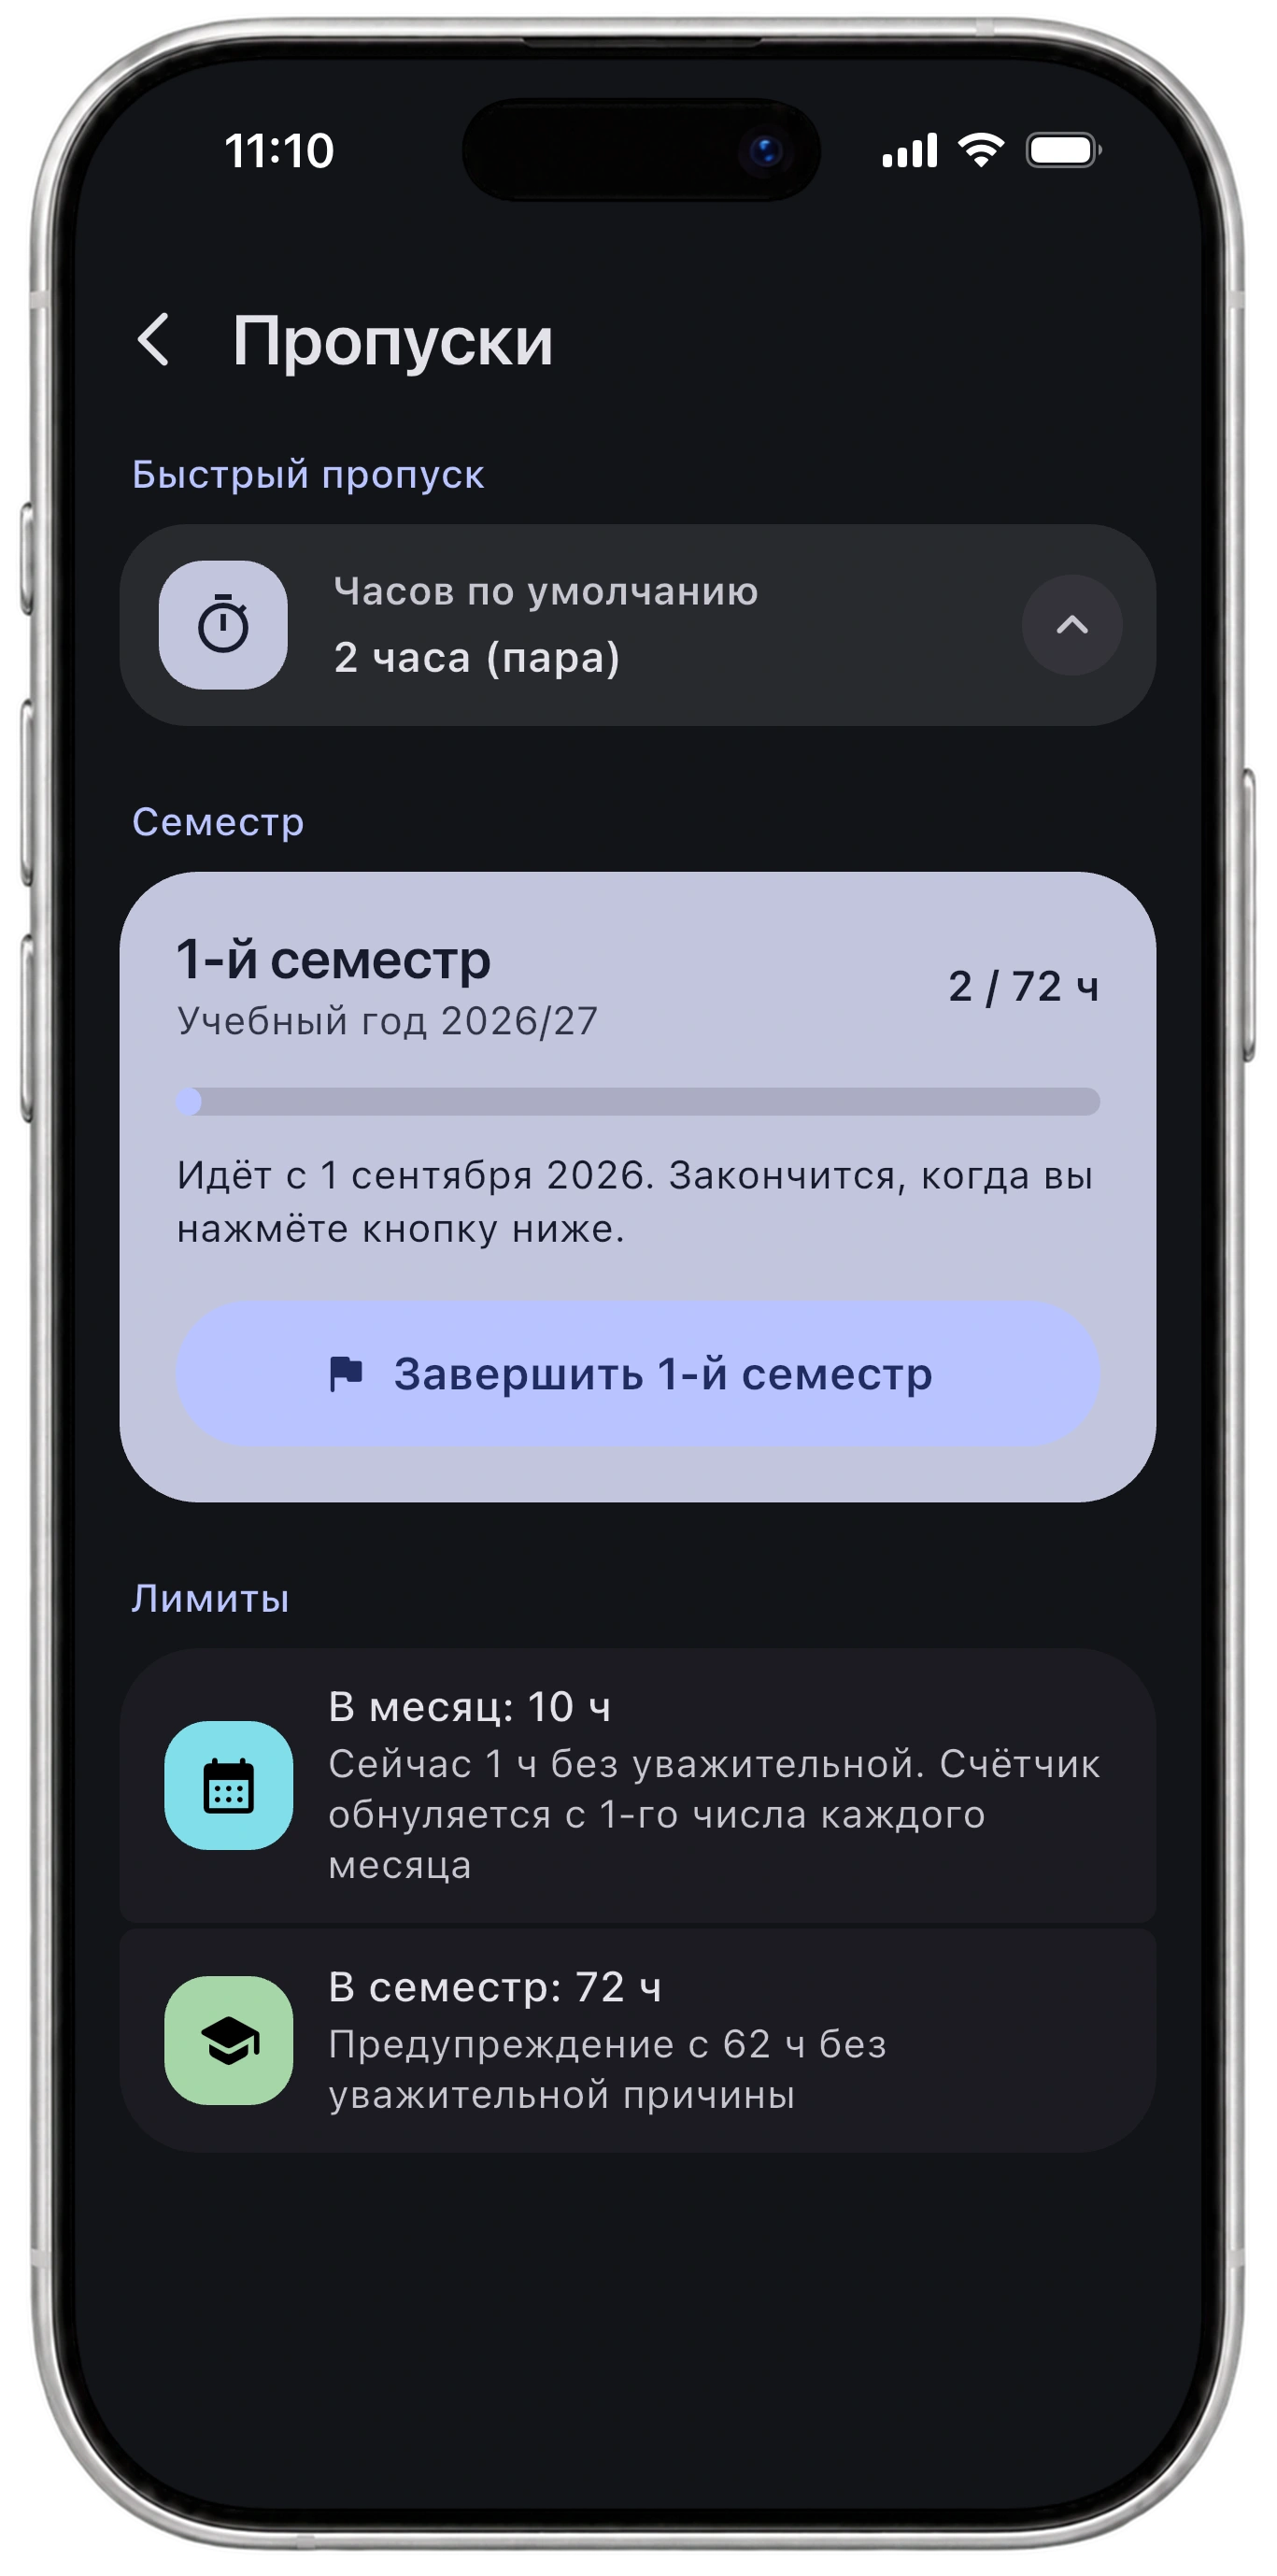 11:10
Пропуски
Быстрый пропуск
Часов по умолчанию
2 часа (пара)
Семестр
1-й семестр
2 / 72 ч
Учебный год 2026/27
Идёт с 1 сентября 2026. Закончится, когда вы
нажмёте кнопку ниже.
Завершить 1-й семестр
Лимиты
В месяц: 10 ч
Сейчас 1 ч без уважительной. Счётчик
обнуляется с 1-го числа каждого
месяца
В семестр: 72 ч
Предупреждение с 62 ч без
уважительной причины